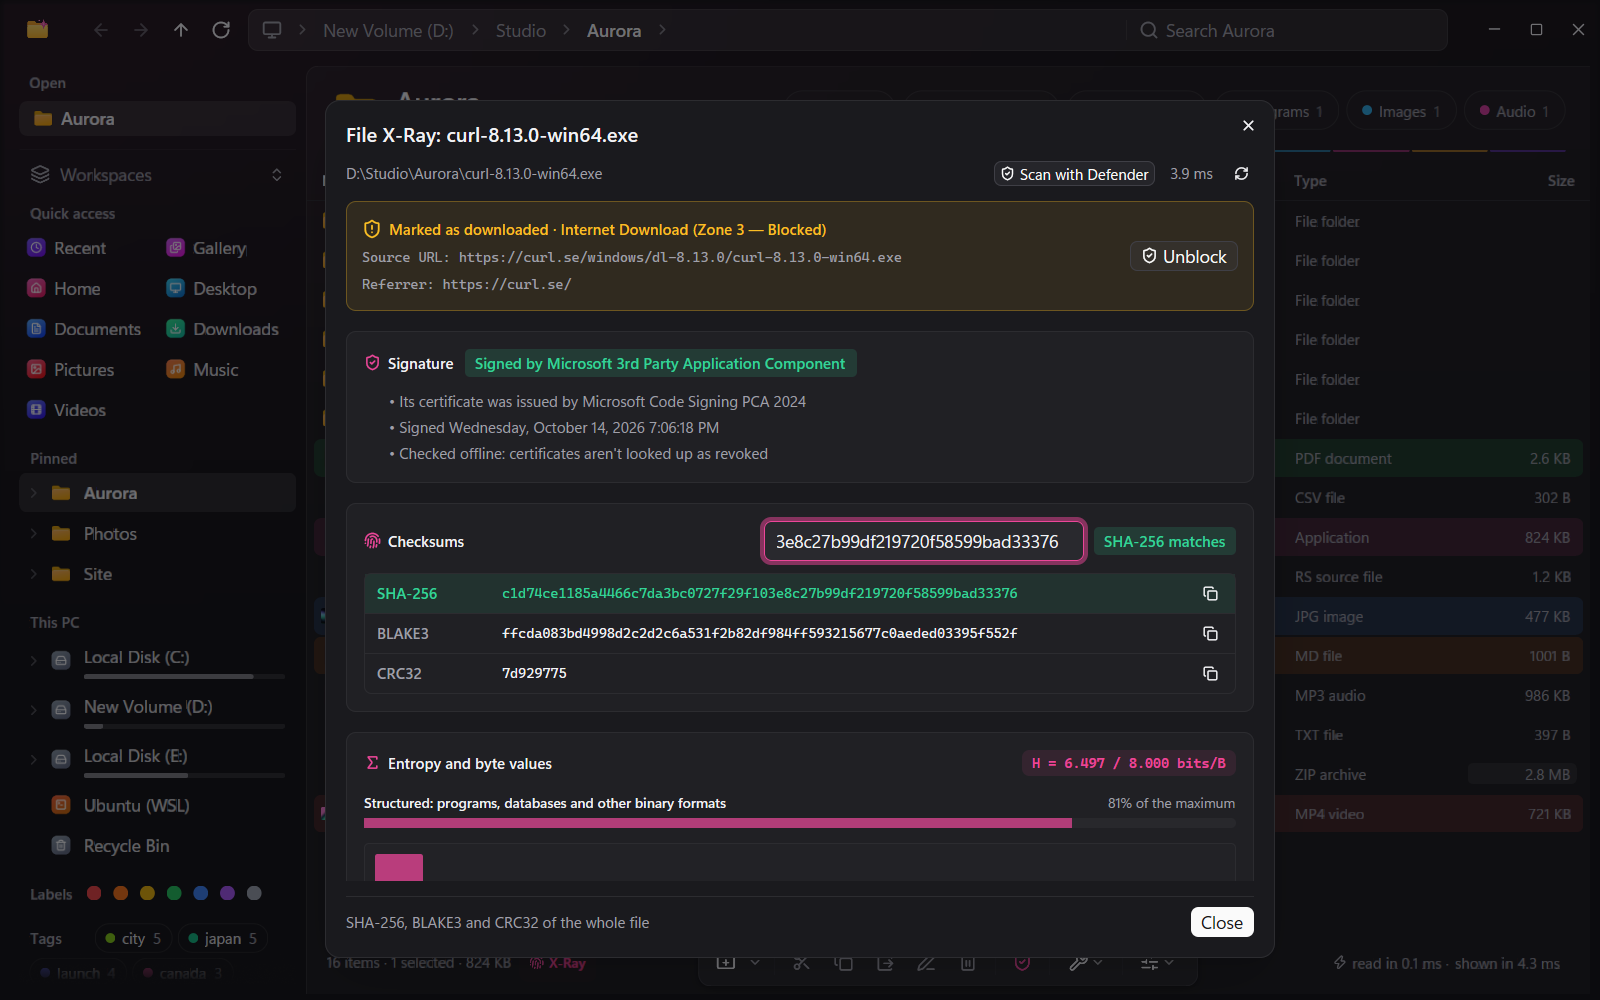 New Volume (D:)
Studio
Aurora
Search Aurora
Open
Aurora
Workspaces
Quick access
Recent
Gallery
Home
Desktop
Documents
Downloads
Pictures
Music
Videos
Pinned
Aurora
Photos
Site
This PC
Local Disk (C:)
New Volume (D:)
Local Disk (E:)
Ubuntu (WSL)
Recycle Bin
Labels
Tags
city 5
japan 5
launch 4
canada 3
Aurora
Images 1
Audio 1
File X-Ray: curl-8.13.0-win64.exe
D:\Studio\Aurora\curl-8.13.0-win64.exe
Scan with Defender
3.9 ms
Marked as downloaded · Internet Download (Zone 3 — Blocked)
Source URL: https://curl.se/windows/dl-8.13.0/curl-8.13.0-win64.exe
Referrer: https://curl.se/
Unblock
Signature
Signed by Microsoft 3rd Party Application Component
• Its certificate was issued by Microsoft Code Signing PCA 2024
• Signed Wednesday, October 14, 2026 7:06:18 PM
• Checked offline: certificates aren't looked up as revoked
Checksums
3e8c27b99df219720f58599bad33376
SHA-256 matches
SHA-256
c1d74ce1185a4466c7da3bc0727f29f103e8c27b99df219720f58599bad33376
BLAKE3
ffcda083bd4998d2c2d2c6a531f2b82df984ff593215677c0aeded03395f552f
CRC32
7d929775
Entropy and byte values
H = 6.497 / 8.000 bits/B
Structured: programs, databases and other binary formats
81% of the maximum
SHA-256, BLAKE3 and CRC32 of the whole file
Close
Type
Size
File folder
File folder
File folder
File folder
File folder
File folder
PDF document
2.6 KB
CSV file
302 B
Application
824 KB
RS source file
1.2 KB
JPG image
477 KB
MD file
1001 B
MP3 audio
986 KB
TXT file
397 B
ZIP archive
2.8 MB
MP4 video
721 KB
16 items · 1 selected · 824 KB
X-Ray
read in 0.1 ms · shown in 4.3 ms